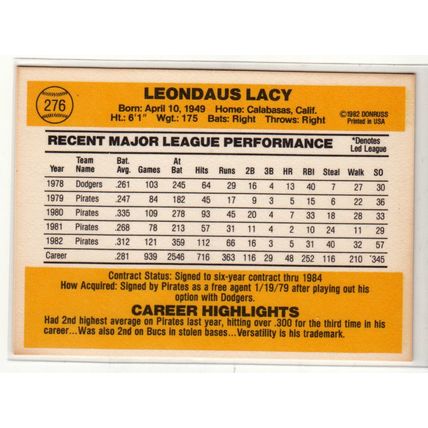 276
LEONDAUS LACY
Born: April 10, 1949 Home: Calabasas, Calif.
Ht.: 6'1" Wgt.: 175 Bats: Right Throws: Right
©1982 DONRUSS
Printed in USA
RECENT MAJOR LEAGUE PERFORMANCE
*Denotes
Led League
Year Team Name Bat. Avg. Games At Bat Hits Runs 2B 3B HR RBI Steal Walk SO
1978 Dodgers .261 103 245 64 29 16 4 13 40 7 27 30
1979 Pirates .247 84 182 45 17 6 2 5 15 6 22 36
1980 Pirates .335 109 278 93 45 20 4 7 33 18 28 33
1981 Pirates .268 78 213 57 31 11 4 2 10 24 11 29
1982 Pirates .312 121 359 112 66 16 3 5 31 40 32 57
Career .281 939 2546 716 363 113 36 52 252 116 210 345
Contract Status: Signed to six-year contract thru 1984
How Acquired: Signed by Pirates as a free agent 1/19/79 after playing out his
option with Dodgers.
CAREER HIGHLIGHTS
Had 2nd highest average on Pirates last year, hitting over .300 for the third time in his
career...Was also 2nd on Bucs in stolen bases...Versatility is his trademark.